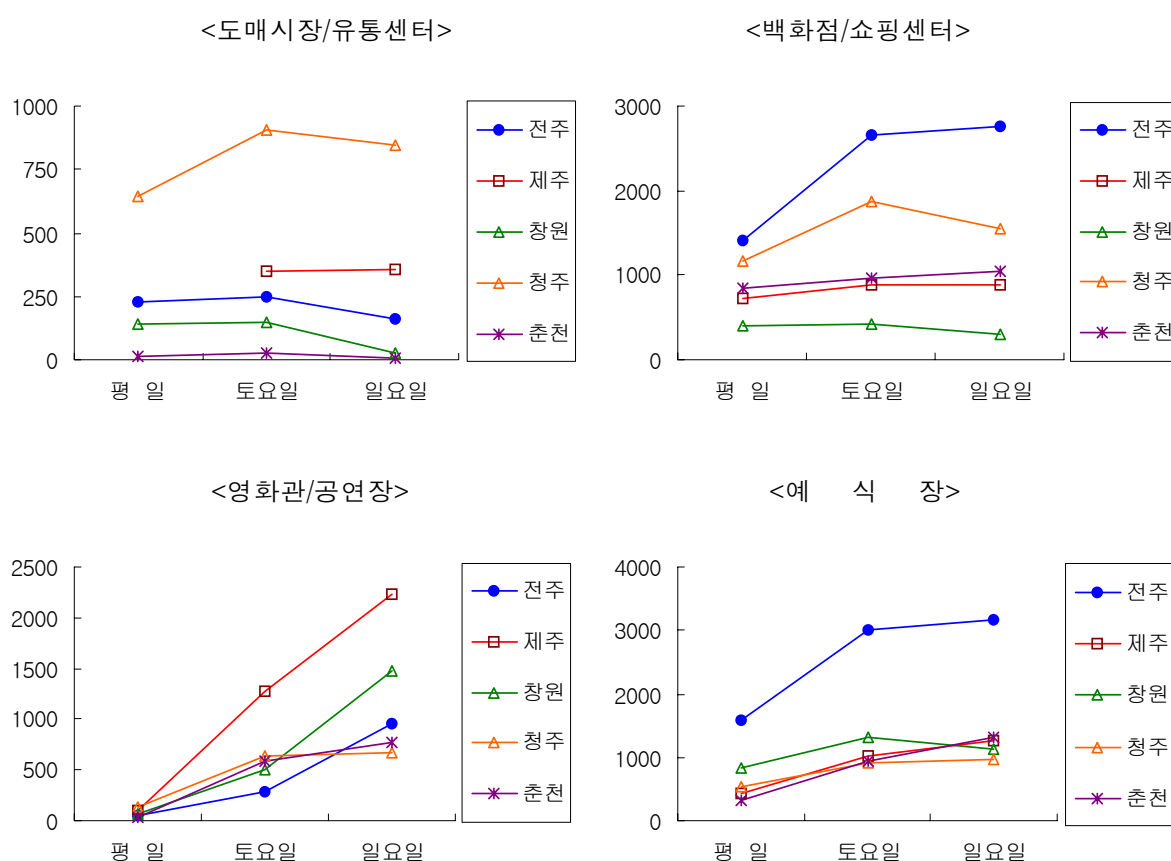 <도매시장/유통센터>
1000
750
500
250
0
평 일
토요일
일요일
전주
제주
창원
청주
춘천
<백화점/쇼핑센터>
3000
2000
1000
0
평 일
토요일
일요일
전주
제주
창원
청주
춘천
<영화관/공연장>
2500
2000
1500
1000
500
0
평 일
토요일
일요일
전주
제주
창원
청주
춘천
<예 식 장>
4000
3000
2000
1000
0
평 일
토요일
일요일
전주
제주
창원
청주
춘천